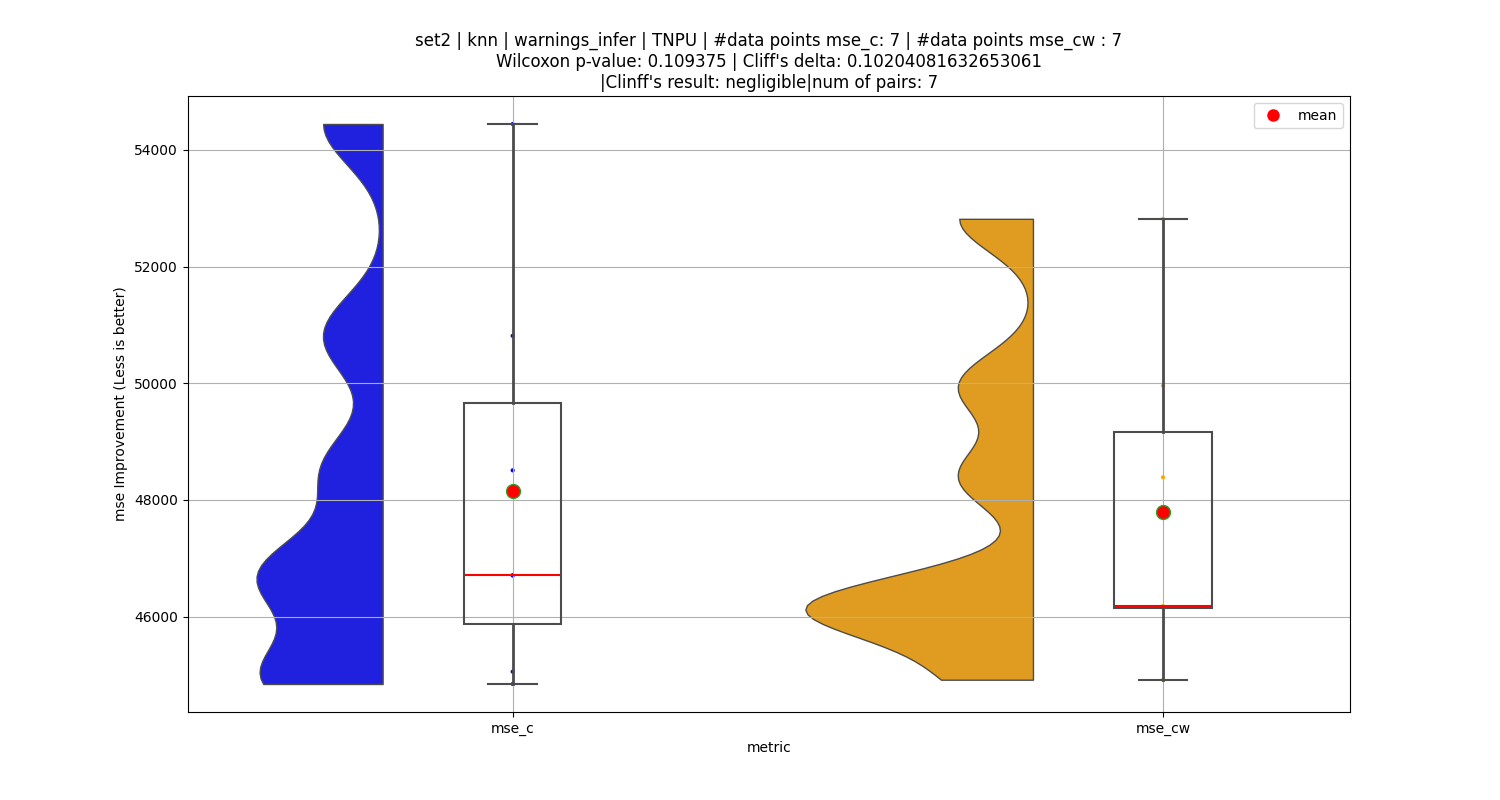 set2 | knn | warnings_infer | TNPU | #data points mse_c: 7 | #data points mse_cw : 7
Wilcoxon p-value: 0.109375 | Cliff's delta: 0.10204081632653061
|Clinff's result: negligible|num of pairs: 7
mean
54000
52000
50000
48000
46000
mse Improvement (Less is better)
mse_c
mse_cw
metric